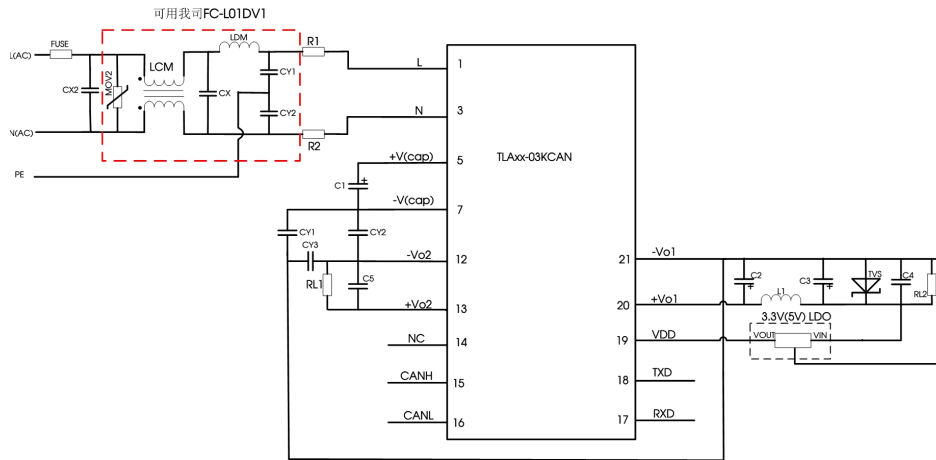 可用我司FC-L01DV1
FUSE
LDM
R1
(AC)
LCM
L
1
CY1
CX2
MOV2
CX
CY2
N
3
N(AC)
R2
+V(cap)
5
TLAxx-03KCAN
PE
C1
+
-V(cap)
7
CY1
CY2
CY3
-Vo2
12
21
-Vo1
RL1
C5
C2
+
L1
C3
+
TVS
C4
RL2
+Vo2
13
20
+Vo1
3.3V(5V) LDO
NC
14
19
VDD
VOUT
VIN
CANH
15
18
TXD
CANL
16
17
RXD